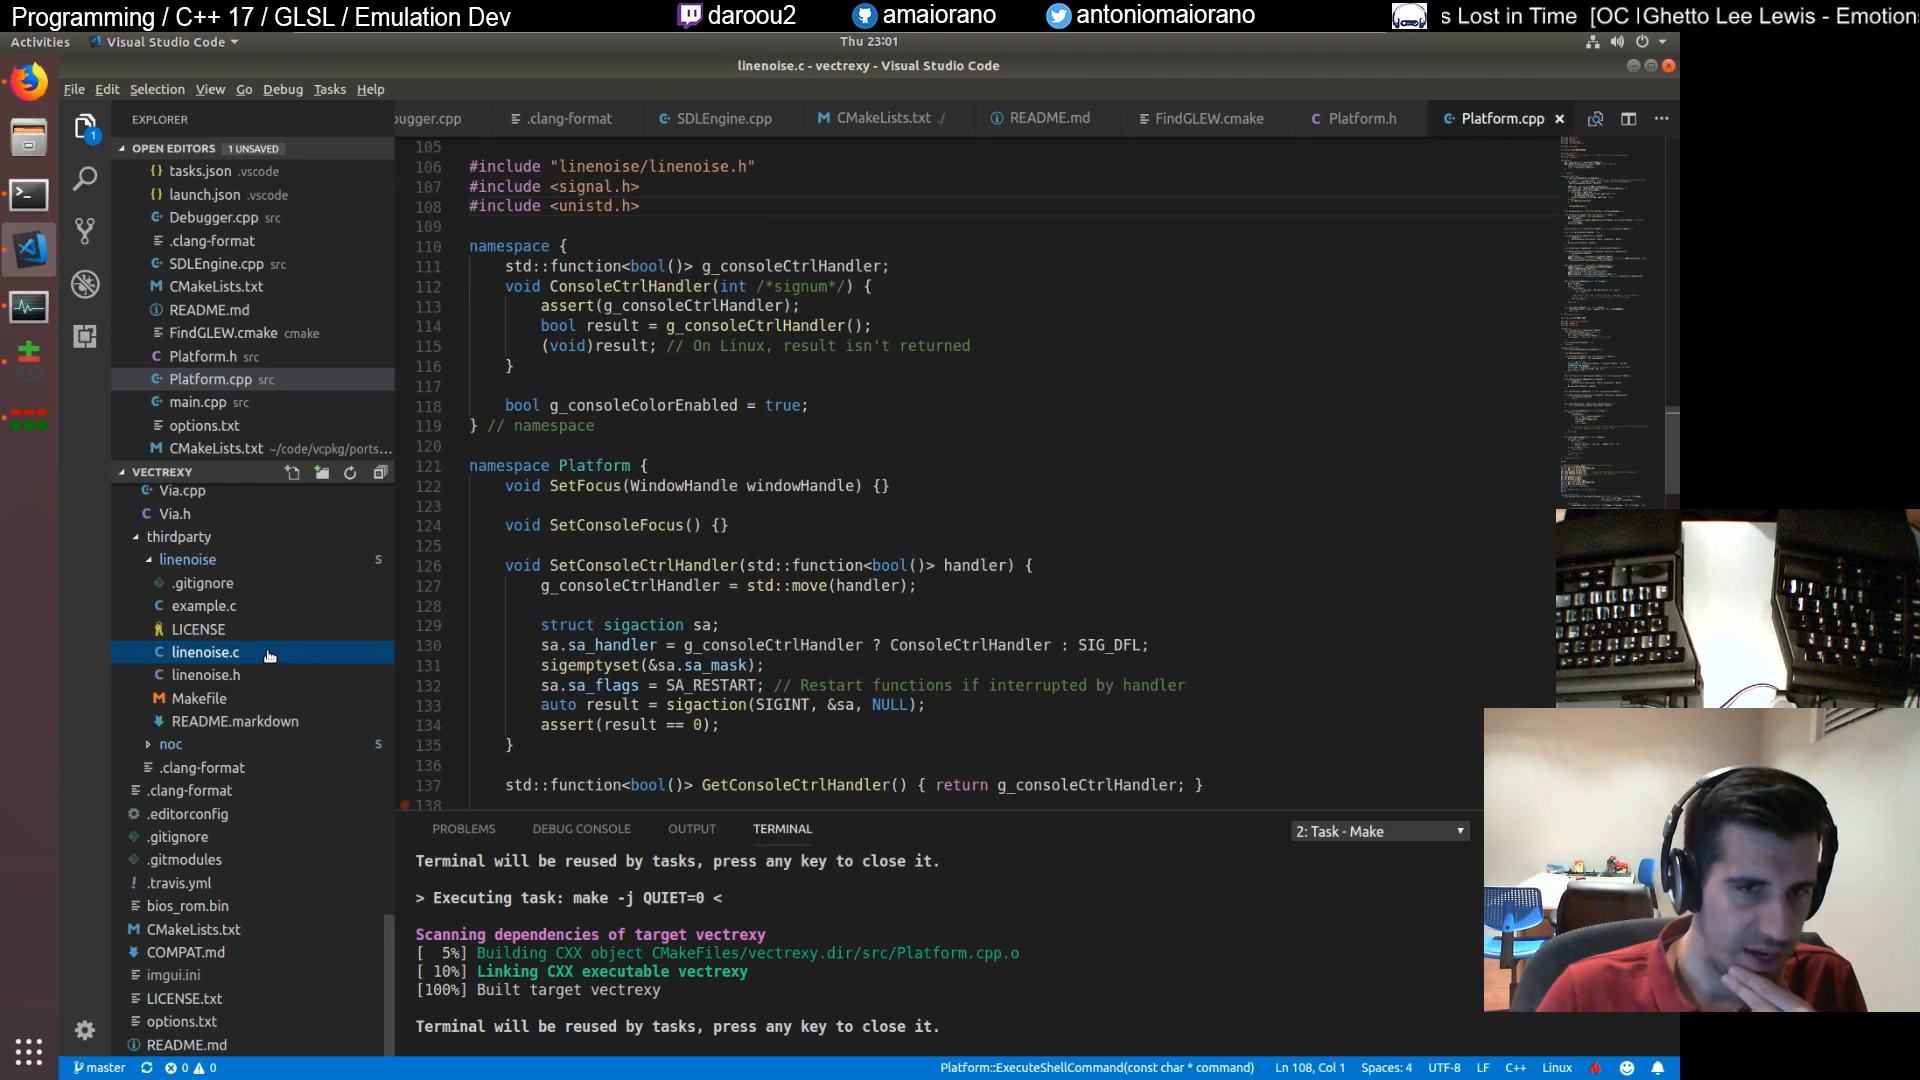 Programming / C++ 17 / GLSL / Emulation Dev
daroou2
amaiorano
antoniomaiorano
s Lost in Time [OC |Ghetto Lee Lewis - Emotion
Activities
Visual Studio Code
Thu 23:01
linenoise.c - vectrexy - Visual Studio Code
File Edit Selection View Go Debug Tasks Help
EXPLORER
OPEN EDITORS 1 UNSAVED
tasks.json .vscode
launch.json .vscode
Debugger.cpp src
.clang-format
SDLEngine.cpp src
CMakeLists.txt
README.md
FindGLEW.cmake cmake
Platform.h src
Platform.cpp src
main.cpp src
options.txt
CMakeLists.txt ~/code/vcpkg/ports...
VECTREXY
Via.cpp
Via.h
thirdparty
linenoise S
.gitignore
example.c
LICENSE
linenoise.c
linenoise.h
Makefile
README.markdown
noc S
.clang-format
.clang-format
.editorconfig
.gitignore
.gitmodules
.travis.yml
bios_rom.bin
CMakeLists.txt
COMPAT.md
imgui.ini
LICENSE.txt
options.txt
README.md
bugger.cpp .clang-format SDLEngine.cpp CMakeLists.txt ./ README.md FindGLEW.cmake Platform.h Platform.cpp
105
106 #include "linenoise/linenoise.h"
107 #include <signal.h>
108 #include <unistd.h>
109
110 namespace {
111 std::function<bool()> g_consoleCtrlHandler;
112 void ConsoleCtrlHandler(int /*signum*/) {
113 assert(g_consoleCtrlHandler);
114 bool result = g_consoleCtrlHandler();
115 (void)result; // On Linux, result isn't returned
116 }
117
118 bool g_consoleColorEnabled = true;
119 } // namespace
120
121 namespace Platform {
122 void SetFocus(WindowHandle windowHandle) {}
123
124 void SetConsoleFocus() {}
125
126 void SetConsoleCtrlHandler(std::function<bool()> handler) {
127 g_consoleCtrlHandler = std::move(handler);
128
129 struct sigaction sa;
130 sa.sa_handler = g_consoleCtrlHandler ? ConsoleCtrlHandler : SIG_DFL;
131 sigemptyset(&sa.sa_mask);
132 sa.sa_flags = SA_RESTART; // Restart functions if interrupted by handler
133 auto result = sigaction(SIGINT, &sa, NULL);
134 assert(result == 0);
135 }
136
137 std::function<bool()> GetConsoleCtrlHandler() { return g_consoleCtrlHandler; }
138
PROBLEMS DEBUG CONSOLE OUTPUT TERMINAL
2: Task - Make
Terminal will be reused by tasks, press any key to close it.
> Executing task: make -j QUIET=0 <
Scanning dependencies of target vectrexy
[  5%] Building CXX object CMakeFiles/vectrexy.dir/src/Platform.cpp.o
[ 10%] Linking CXX executable vectrexy
[100%] Built target vectrexy
Terminal will be reused by tasks, press any key to close it.
master 0 0
Platform::ExecuteShellCommand(const char * command) Ln 108, Col 1 Spaces: 4 UTF-8 LF C++ Linux